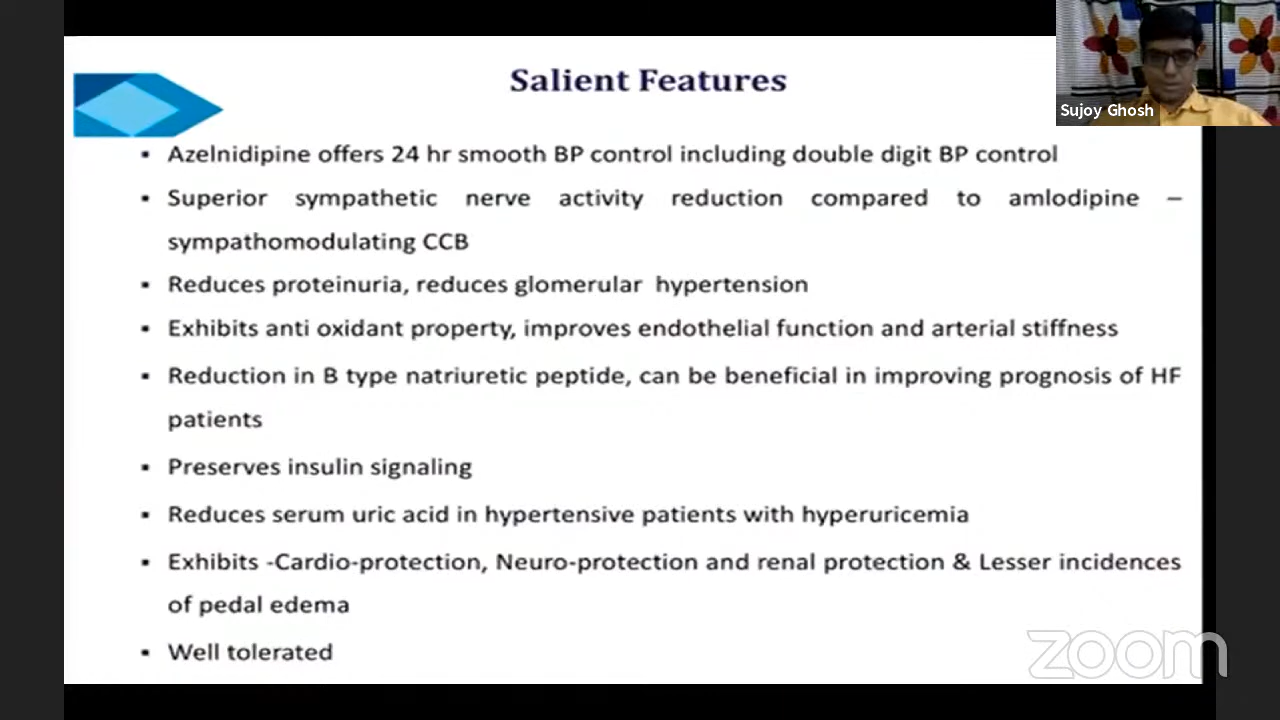 Salient Features
Sujoy Ghosh
▪ Azelnidipine offers 24 hr smooth BP control including double digit BP control
▪ Superior sympathetic nerve activity reduction compared to amlodipine –
sympathomodulating CCB
▪ Reduces proteinuria, reduces glomerular hypertension
▪ Exhibits anti oxidant property, improves endothelial function and arterial stiffness
▪ Reduction in B type natriuretic peptide, can be beneficial in improving prognosis of HF
patients
▪ Preserves insulin signaling
▪ Reduces serum uric acid in hypertensive patients with hyperuricemia
▪ Exhibits -Cardio-protection, Neuro-protection and renal protection & Lesser incidences
of pedal edema
▪ Well tolerated
zoom